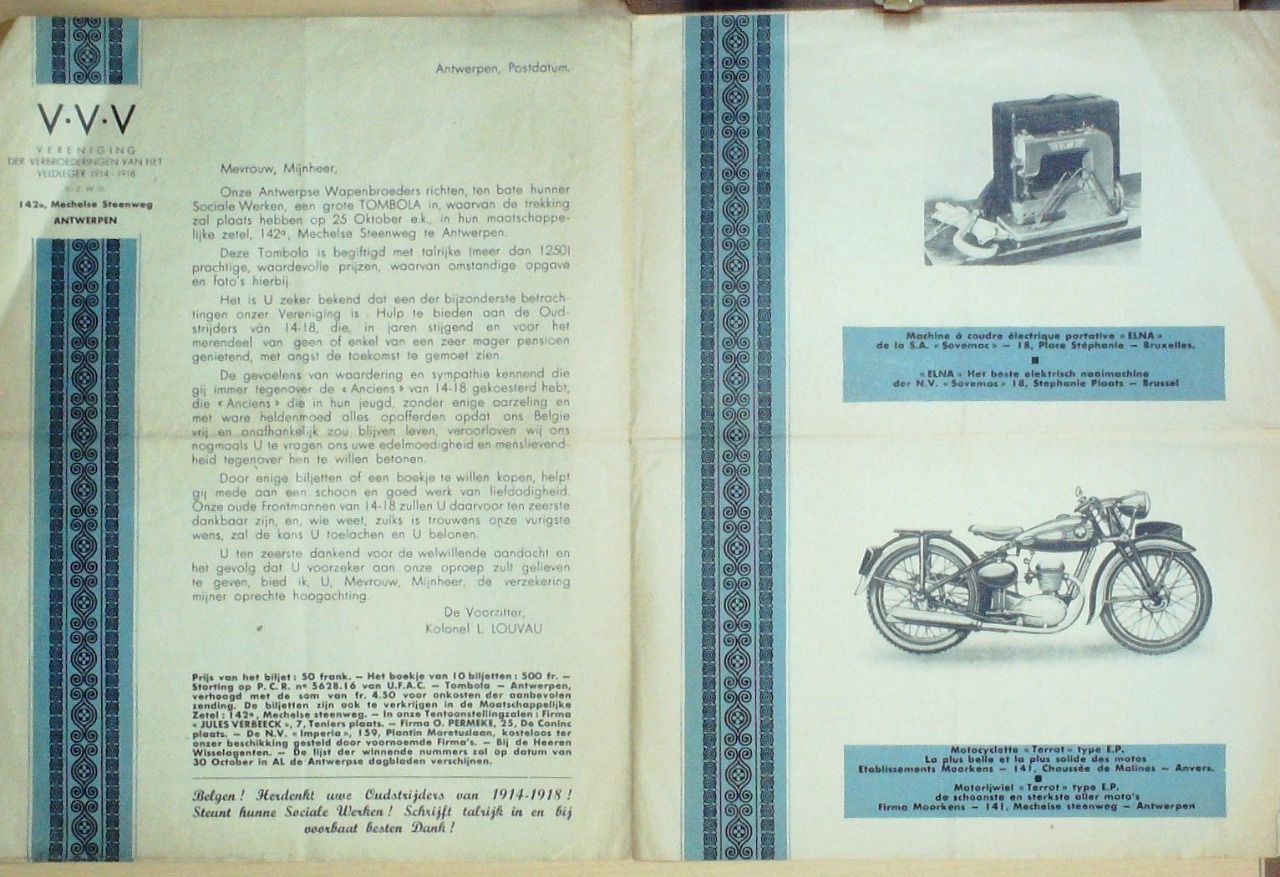 V·V·V
VERENIGING
DER VERBROEDERINGEN VAN HET
VELDLEGER 1914-1918
V.Z.W.D.
142a, Mechelse Steenweg
ANTWERPEN
Antwerpen, Postdatum.
Mevrouw, Mijnheer,
Onze Antwerpse Wapenbroeders richten, ten bate hunner
Sociale Werken, een grote TOMBOLA in, waarvan de trekking
zal plaats hebben op 25 Oktober e.k., in hun maatschappe-
lijke zetel, 142a, Mechelse Steenweg te Antwerpen.
Deze Tombola is begiftigd met talrijke (meer dan 1250)
prachtige, waardevolle prijzen, waarvan omstandige opgave
en foto's hierbij.
Het is U zeker bekend dat een der bijzonderste betrach-
tingen onzer Vereniging is : Hulp te bieden aan de Oud-
strijders van 14-18, die, in jaren stijgend en voor het
merendeel van geen of enkel van een zeer mager pensioen
genietend, met angst de toekomst te gemoet zien.
De gevoelens van waardering en sympathie kennend die
gij immer tegenover de « Anciens » van 14-18 gekoesterd hebt,
die « Anciens » die in hun jeugd, zonder enige aarzeling en
met ware heldenmoed alles opofferden opdat ons Belgie
vrij en onafhankelijk zou blijven leven, veroorloven wij ons
nogmaals U te vragen ons uwe edelmoedigheid en menslievend-
heid tegenover hen te willen betonen.
Door enige biljetten of een boekje te willen kopen, helpt
gij mede aan een schoon en goed werk van liefdadigheid.
Onze oude Frontmannen van 14-18 zullen U daarvoor ten zeerste
dankbaar zijn, en, wie weet, zulks is trouwens onze vurigste
wens, zal de kans U toelachen en U belonen.
U ten zeerste dankend voor de welwillende aandacht en
het gevolg dat U voorzeker aan onze oproep zult gelieven
te geven, bied ik, U, Mevrouw, Mijnheer, de verzekering
mijner oprechte hoogachting.
De Voorzitter,
Kolonel L. LOUVAU
Prijs van het biljet : 50 frank. — Het boekje van 10 biljetten : 500 fr. —
Storting op P.C.R. n° 5628.16 van U.F.A.C. — Tombola — Antwerpen,
verhoogd met de som van fr. 4.50 voor onkosten der aanbevolen
zending. De biljetten zijn ook te verkrijgen in de Maatschappelijke
Zetel : 142a, Mechelse steenweg. — In onze Tentoonstellingzalen : Firma
« JULES VERBEECK », 7, Teniers plaats. — Firma O. PERMEKE, 25, De Coninc
plaats. — De N.V. « Imperia », 159, Plantin Moretuslaan, kosteloos ter
onzer beschikking gesteld door voornoemde Firma's. — Bij de Heeren
Wisselagenten. — De lijst der winnende nummers zal op datum van
30 October in AL de Antwerpse dagbladen verschijnen.
Belgen ! Herdenkt uwe Oudstrijders van 1914-1918 !
Steunt hunne Sociale Werken ! Schrijft talrijk in en bij
voorbaat besten Dank !
Machine à coudre électrique portative « ELNA »
de la S.A. « Sovemac » — 18, Place Stéphanie — Bruxelles.
« ELNA » Het beste elektrisch naaimachine
der N.V. « Sovemac » 18, Stephanie Plaats — Brussel
Motocyclette « Terrot » type E.P.
La plus belle et la plus solide des motos
Etablissements Moorkens — 141, Chaussée de Malines — Anvers.
Motorijwiel « Terrot » type E.P.
de schoonste en sterkste aller moto's
Firma Moorkens — 141, Mechelse steenweg — Antwerpen